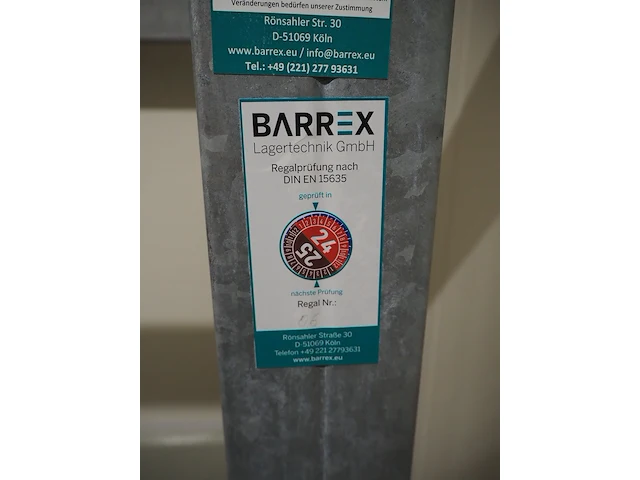 Veränderungen bedürfen unserer Zustimmung
Rönsahler Str. 30
D-51069 Köln
www.barrex.eu / info@barrex.eu
Tel.: +49 (221) 277 93631
BARREX
Lagertechnik GmbH
Regalprüfung nach
DIN EN 15635
geprüft in
24
25
nächste Prüfung
Regal Nr.:
Rönsahler Straße 30
D-51069 Köln
Telefon +49 221 27793631
www.barrex.eu